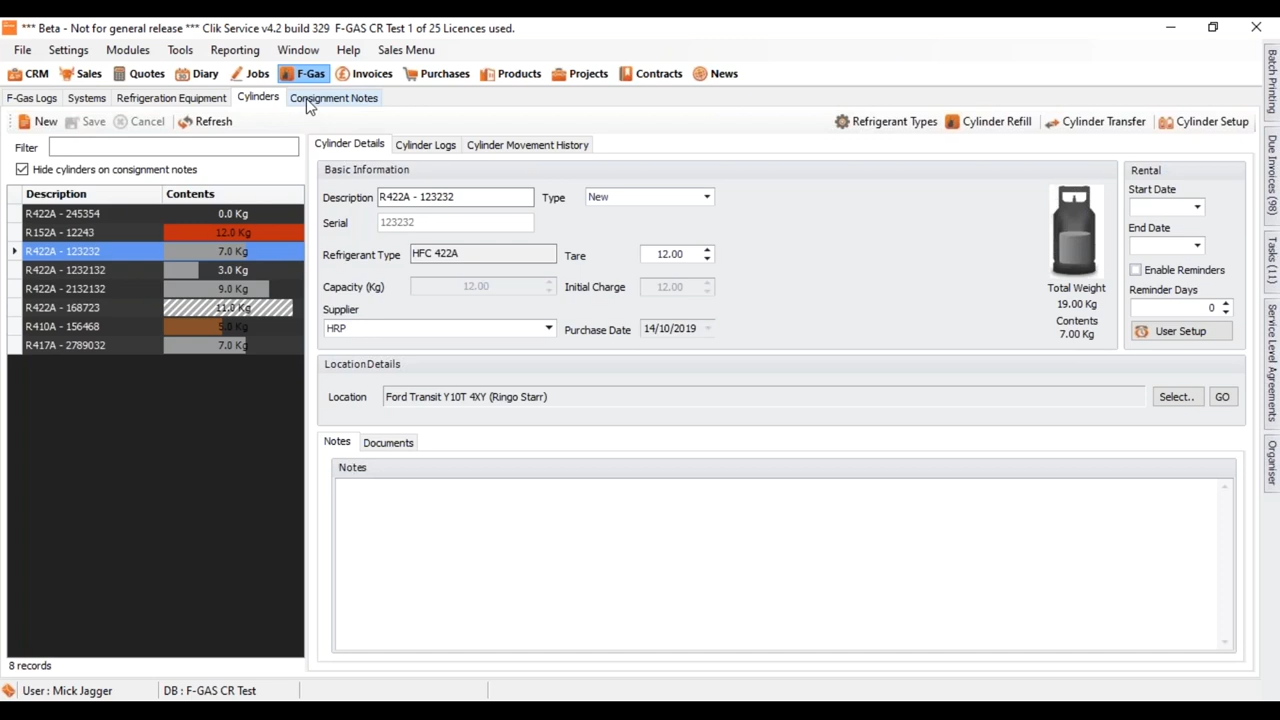 *** Beta - Not for general release *** Clik Service v4.2 build 329 F-GAS CR Test 1 of 25 Licences used.
File Settings Modules Tools Reporting Window Help Sales Menu
CRM Sales Quotes Diary Jobs F-Gas Invoices Purchases Products Projects Contracts News
F-Gas Logs Systems Refrigeration Equipment Cylinders Consignment Notes
New Save Cancel Refresh Refrigerant Types Cylinder Refill Cylinder Transfer Cylinder Setup
Filter
Hide cylinders on consignment notes
Description Contents
R422A - 245354 0.0 Kg
R152A - 12243 12.0 Kg
R422A - 123232 7.0 Kg
R422A - 1232132 3.0 Kg
R422A - 2132132 9.0 Kg
R422A - 168723 11.0 Kg
R410A - 156468 5.0 Kg
R417A - 2789032 7.0 Kg
8 records
Cylinder Details Cylinder Logs Cylinder Movement History
Basic Information
Description R422A - 123232 Type New
Serial 123232
Refrigerant Type HFC 422A Tare 12.00
Capacity (Kg) 12.00 Initial Charge 12.00
Supplier
HRP Purchase Date 14/10/2019
Total Weight
19.00 Kg
Contents
7.00 Kg
Rental
Start Date
End Date
Enable Reminders
Reminder Days
0
User Setup
Location Details
Location Ford Transit Y10T 4XY (Ringo Starr) Select.. GO
Notes Documents
Notes
Batch Printing
Due Invoices (98)
Tasks (11)
Service Level Agreements
Organiser
User : Mick Jagger DB : F-GAS CR Test